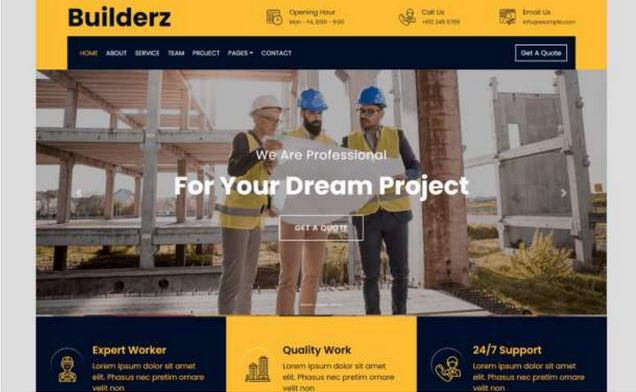 Builderz
Opening Hour
Mon - Fri, 8:00 - 9:00
Call Us
+012 345 6789
Email Us
info@example.com
HOME ABOUT SERVICE TEAM PROJECT PAGES CONTACT
Get A Quote
We Are Professional
For Your Dream Project
GET A QUOTE
Expert Worker
Lorem ipsum dolor sit amet
elit. Phasus nec pretim ornare
velit non
Quality Work
Lorem ipsum dolor sit amet
elit. Phasus nec pretim ornare
velit non
24/7 Support
Lorem ipsum dolor sit amet
elit. Phasus nec pretim ornare
velit non